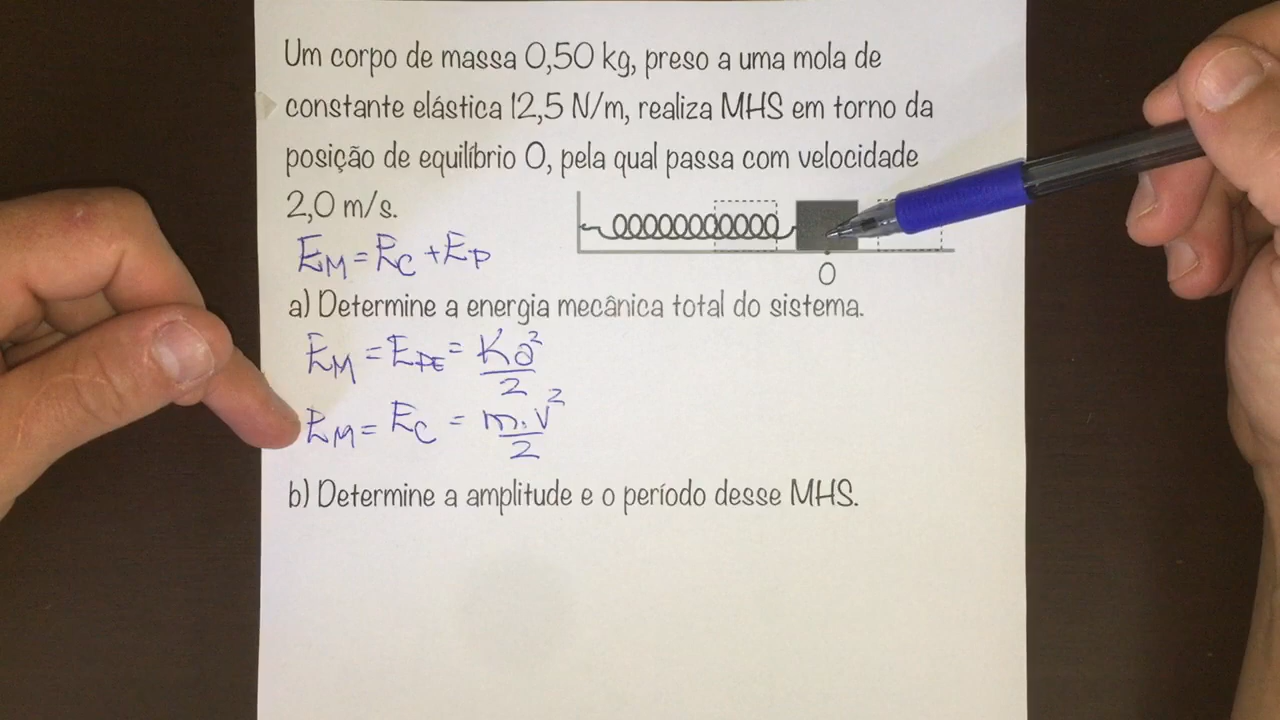 Um corpo de massa 0,50 kg, preso a uma mola de
constante elástica 12,5 N/m, realiza MHS em torno da
posição de equilíbrio O, pela qual passa com velocidade
2,0 m/s.
O
EM = EC + EP
a) Determine a energia mecânica total do sistema.
EM = EPE = Ka²/2
EM = EC = m.v²/2
b) Determine a amplitude e o período desse MHS.